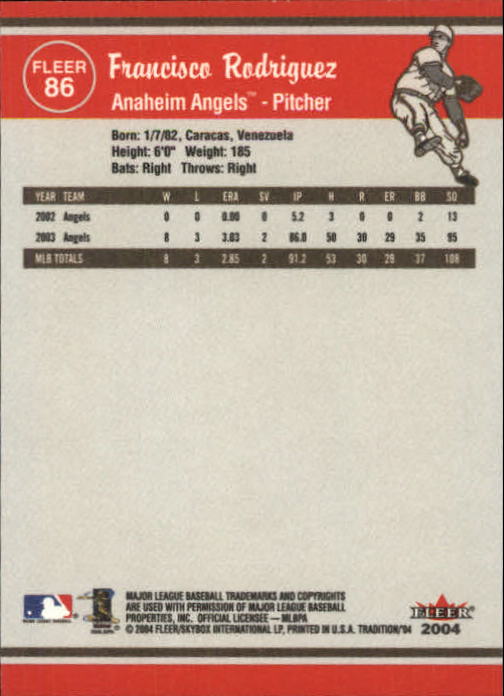 FLEER
86
Francisco Rodriguez
Anaheim Angels™ - Pitcher
Born: 1/7/82, Caracas, Venezuela
Height: 6'0" Weight: 185
Bats: Right Throws: Right
YEAR TEAM W L ERA SV IP H R ER BB SO
2002 Angels 0 0 0.00 0 5.2 3 0 0 2 13
2003 Angels 8 3 3.03 2 86.0 50 30 29 35 95
MLB TOTALS 8 3 2.85 2 91.2 53 30 29 37 108
MAJOR LEAGUE BASEBALL TRADEMARKS AND COPYRIGHTS
ARE USED WITH PERMISSION OF MAJOR LEAGUE BASEBALL
PROPERTIES, INC. OFFICIAL LICENSEE — MLBPA
© 2004 FLEER/SKYBOX INTERNATIONAL LP, PRINTED IN U.S.A. TRADITION/'04
FLEER
2004